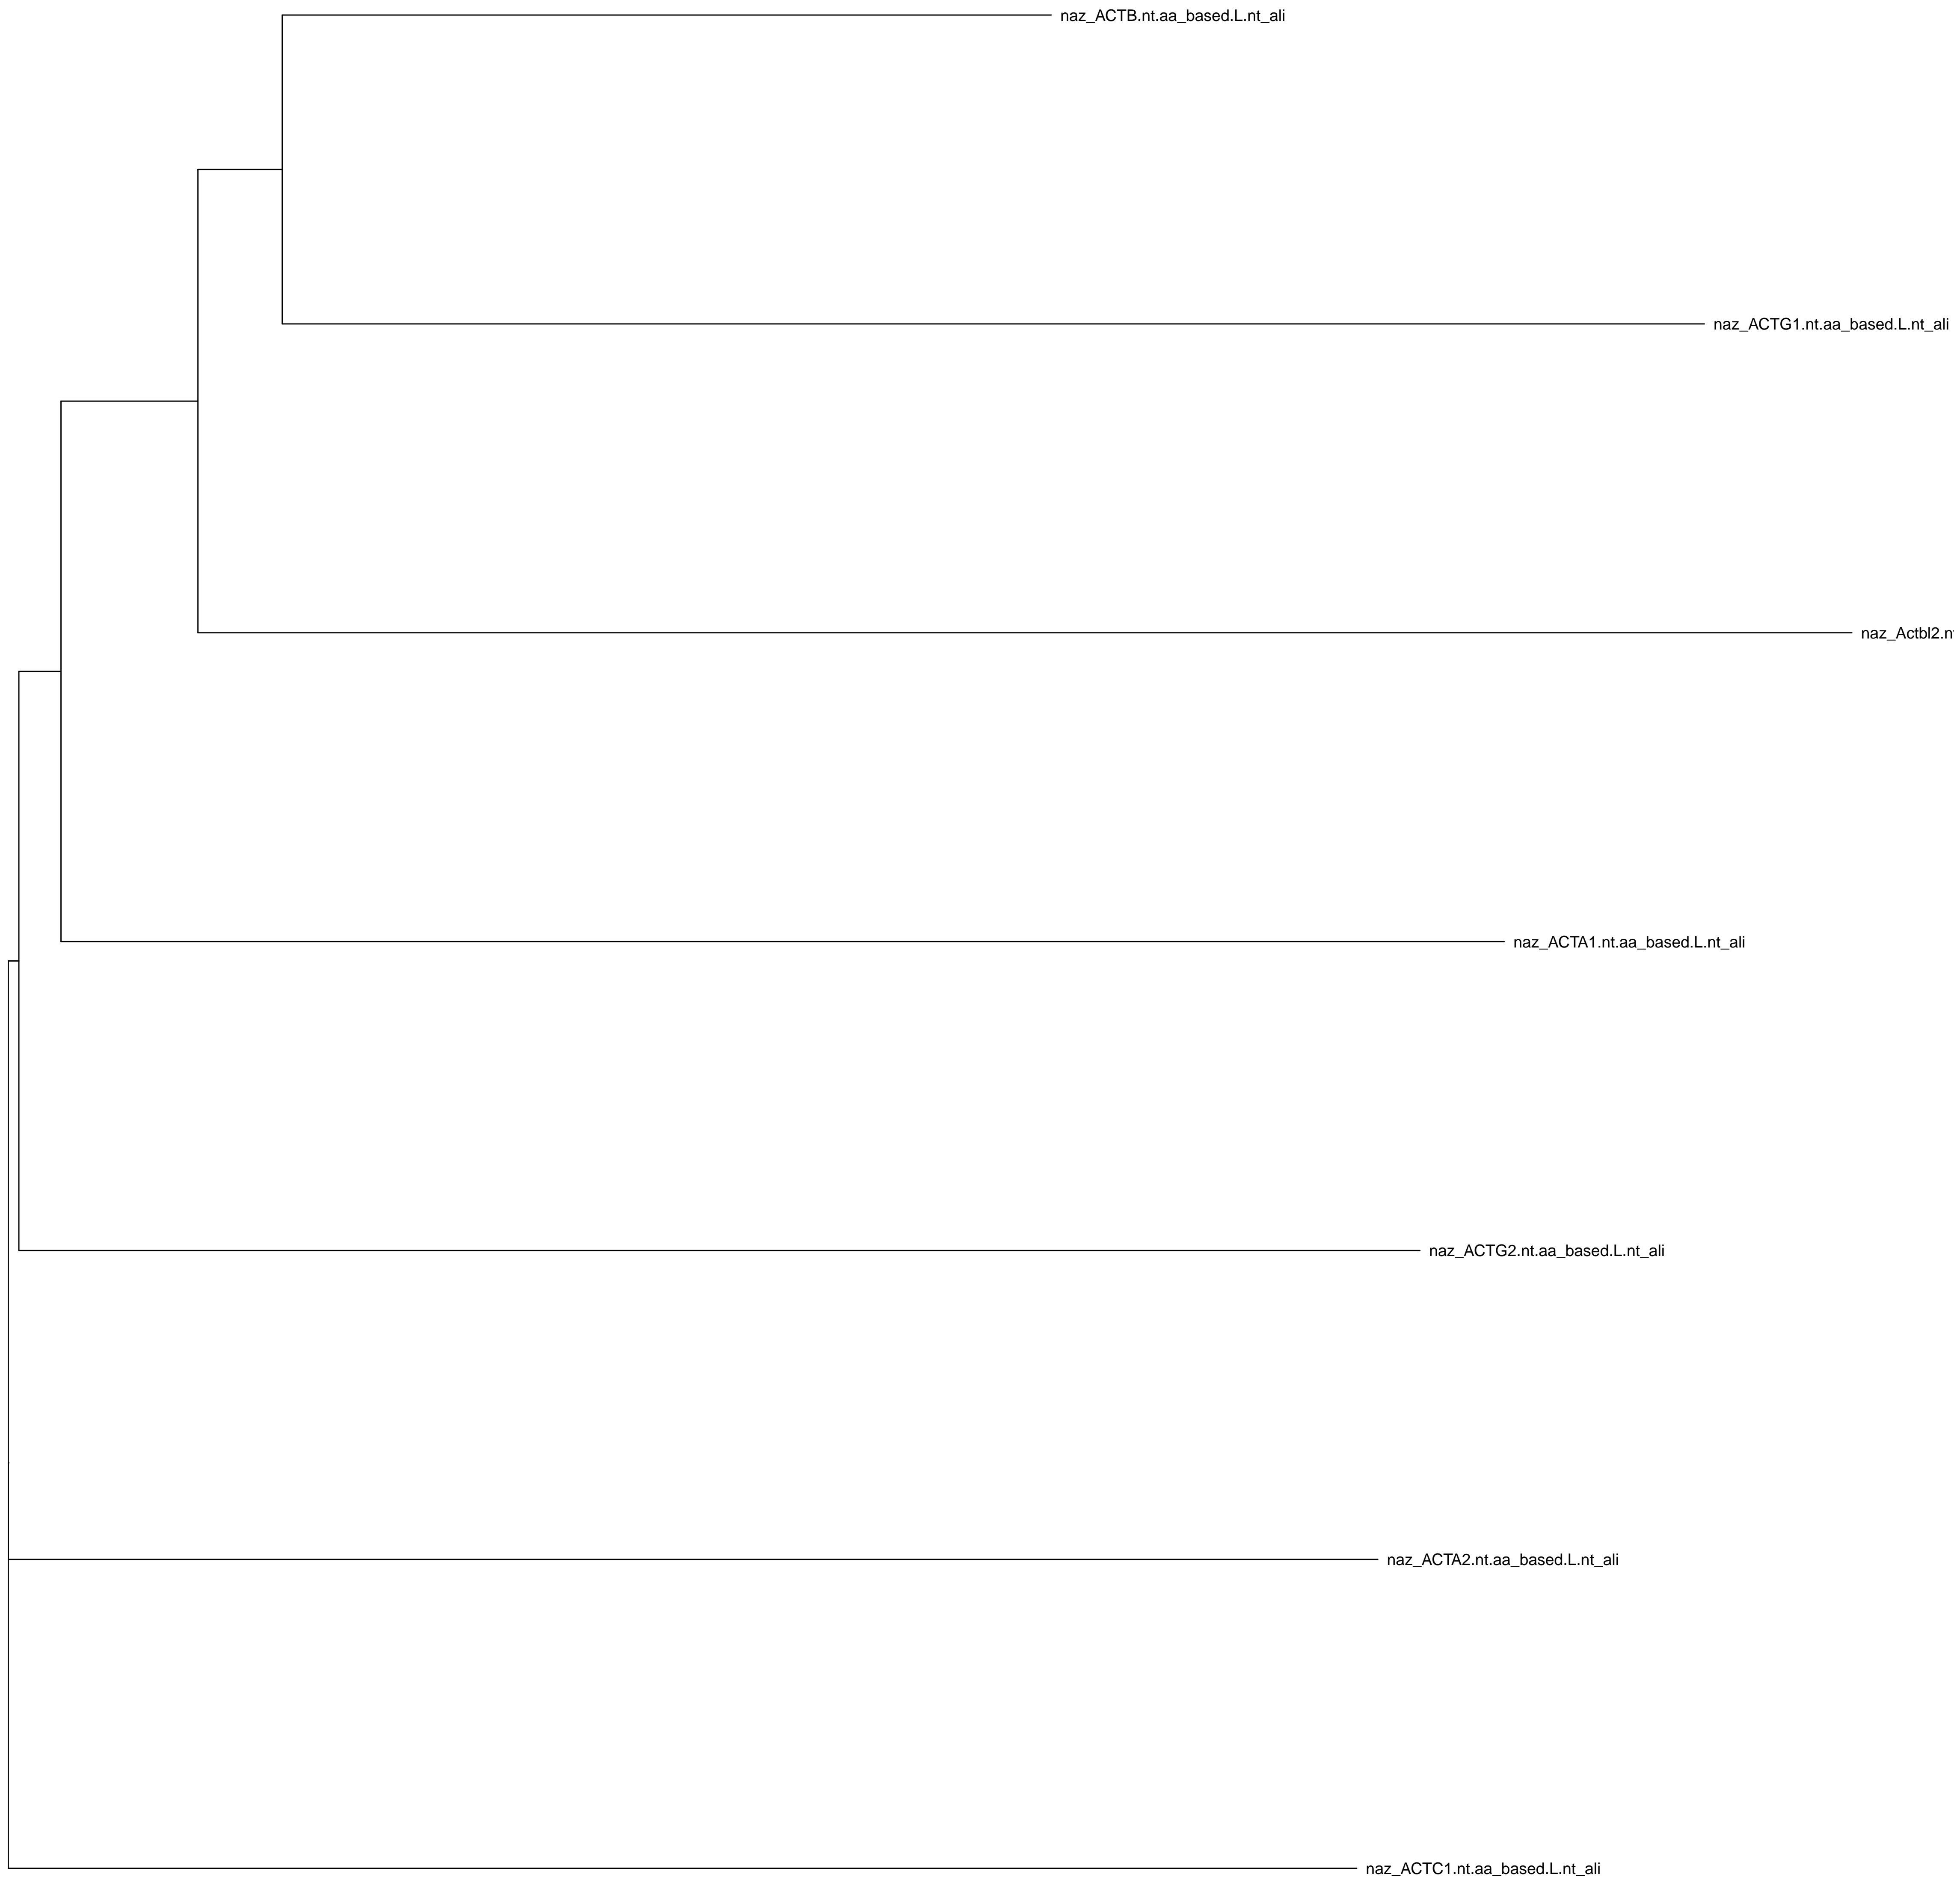 naz_ACTB.nt.aa_based.L.nt_ali
naz_ACTG1.nt.aa_based.L.nt_ali
naz_Actbl2.n
naz_ACTA1.nt.aa_based.L.nt_ali
naz_ACTG2.nt.aa_based.L.nt_ali
naz_ACTA2.nt.aa_based.L.nt_ali
naz_ACTC1.nt.aa_based.L.nt_ali